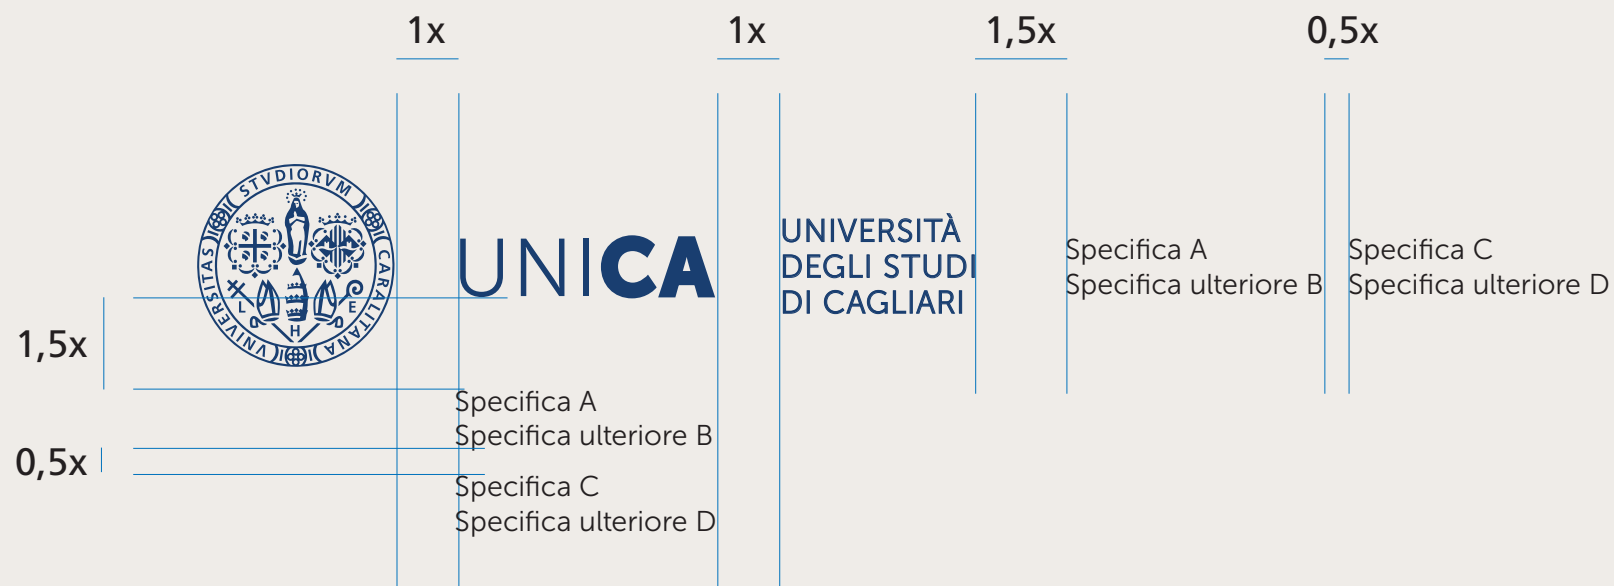 1x
1x
1,5x
0,5x
VNIVERSITAS STVDIORVM CARALITANA
L
H
E
UNICA
UNIVERSITÀ
DEGLI STUDI
DI CAGLIARI
Specifica A
Specifica ulteriore B
Specifica C
Specifica ulteriore D
1,5x
Specifica A
Specifica ulteriore B
0,5x
Specifica C
Specifica ulteriore D